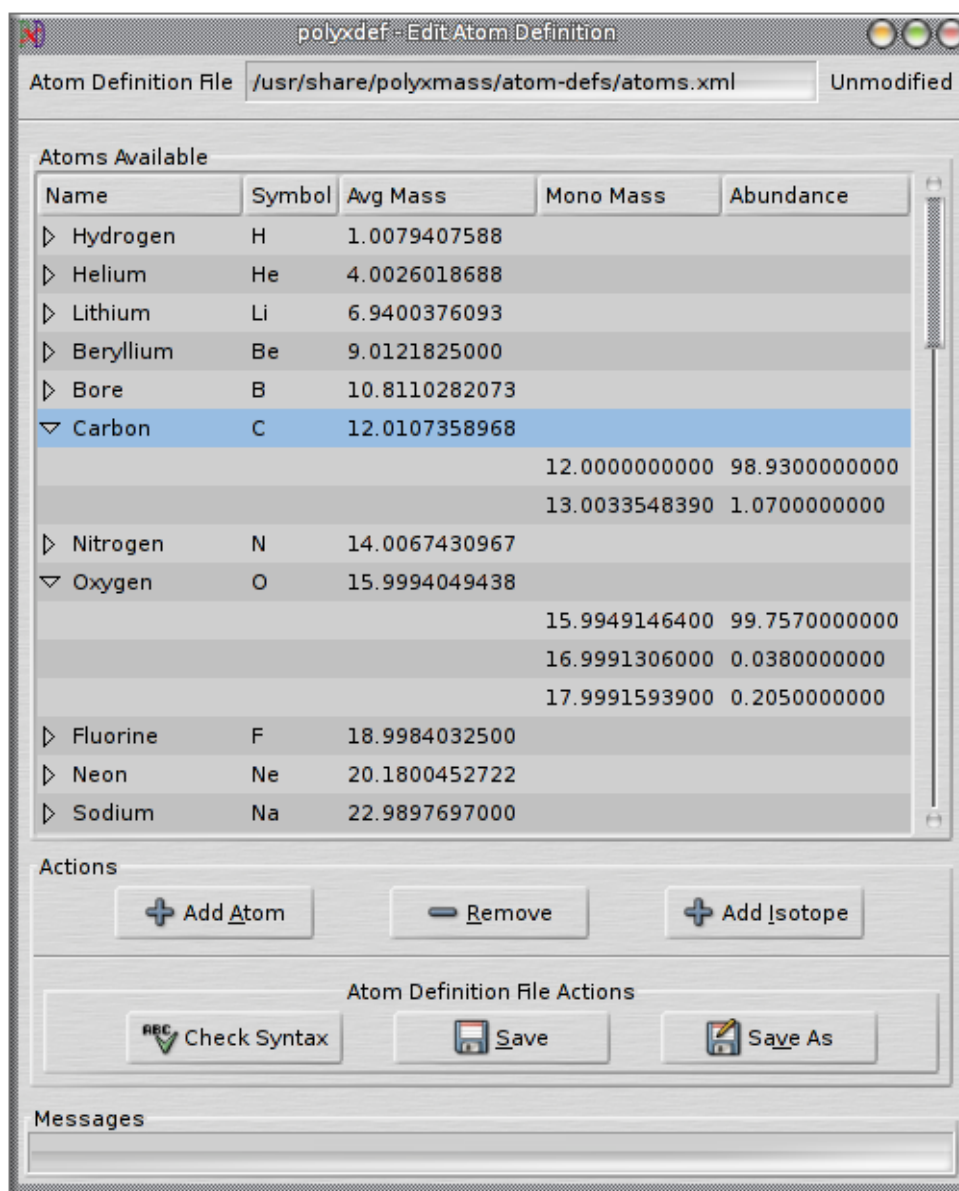 polyxdef - Edit Atom Definition
Atom Definition File /usr/share/polyxmass/atom-defs/atoms.xml Unmodified
Atoms Available
Name Symbol Avg Mass Mono Mass Abundance
Hydrogen H 1.0079407588
Helium He 4.0026018688
Lithium Li 6.9400376093
Beryllium Be 9.0121825000
Bore B 10.8110282073
Carbon C 12.0107358968
12.0000000000 98.9300000000
13.0033548390 1.0700000000
Nitrogen N 14.0067430967
Oxygen O 15.9994049438
15.9949146400 99.7570000000
16.9991306000 0.0380000000
17.9991593900 0.2050000000
Fluorine F 18.9984032500
Neon Ne 20.1800452722
Sodium Na 22.9897697000
Actions
Add Atom Remove Add Isotope
Atom Definition File Actions
ABC Check Syntax Save Save As
Messages